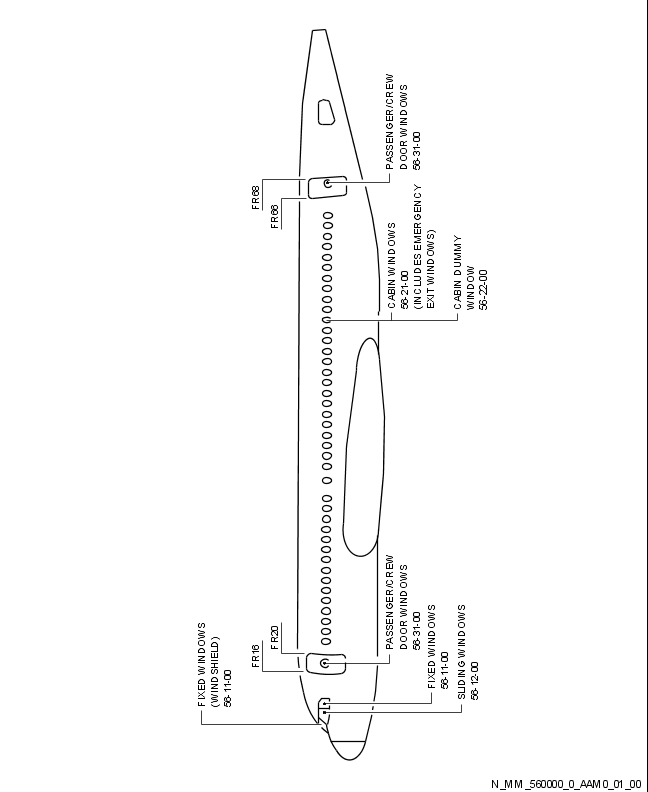 PASSENGER/CREW
DOOR WINDOWS
56-31-00
FR68
FR66
CABIN WINDOWS
56-21-00
(INCLUDES EMERGENCY
EXIT WINDOWS)
CABIN DUMMY
WINDOW
56-22-00
PASSENGER/CREW
DOOR WINDOWS
56-31-00
FR20
FR16
FIXED WINDOWS
(WINDSHIELD)
56-11-00
FIXED WINDOWS
56-11-00
SLIDING WINDOWS
56-12-00
N_MM_560000_0_AAM0_01_00